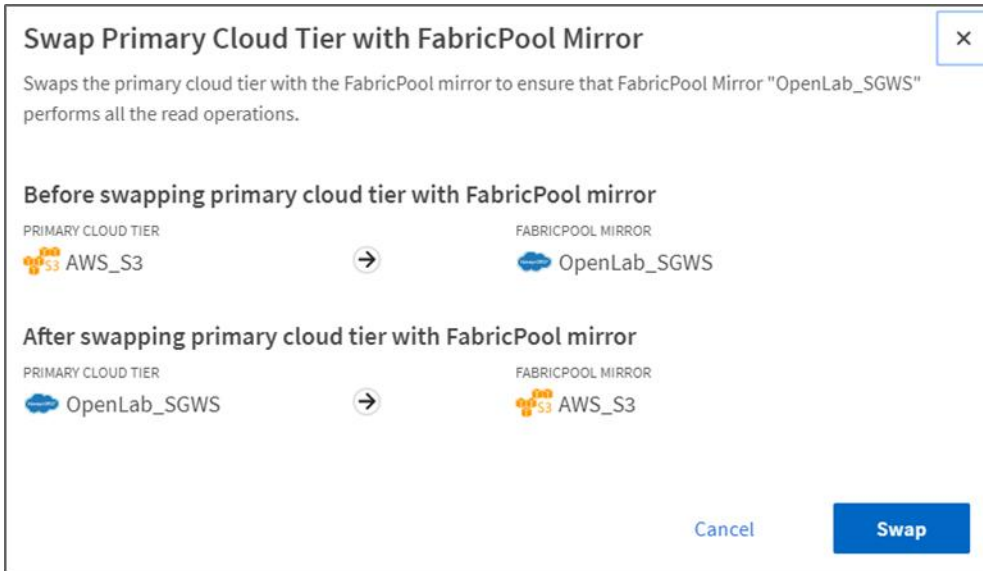 Swap Primary Cloud Tier with FabricPool Mirror
Swaps the primary cloud tier with the FabricPool mirror to ensure that FabricPool Mirror "OpenLab_SGWS"
performs all the read operations.
Before swapping primary cloud tier with FabricPool mirror
PRIMARY CLOUD TIER
FABRICPOOL MIRROR
S3 AWS_S3
OpenLab_SGWS
After swapping primary cloud tier with FabricPool mirror
PRIMARY CLOUD TIER
FABRICPOOL MIRROR
OpenLab_SGWS
S3 AWS_S3
Cancel
Swap